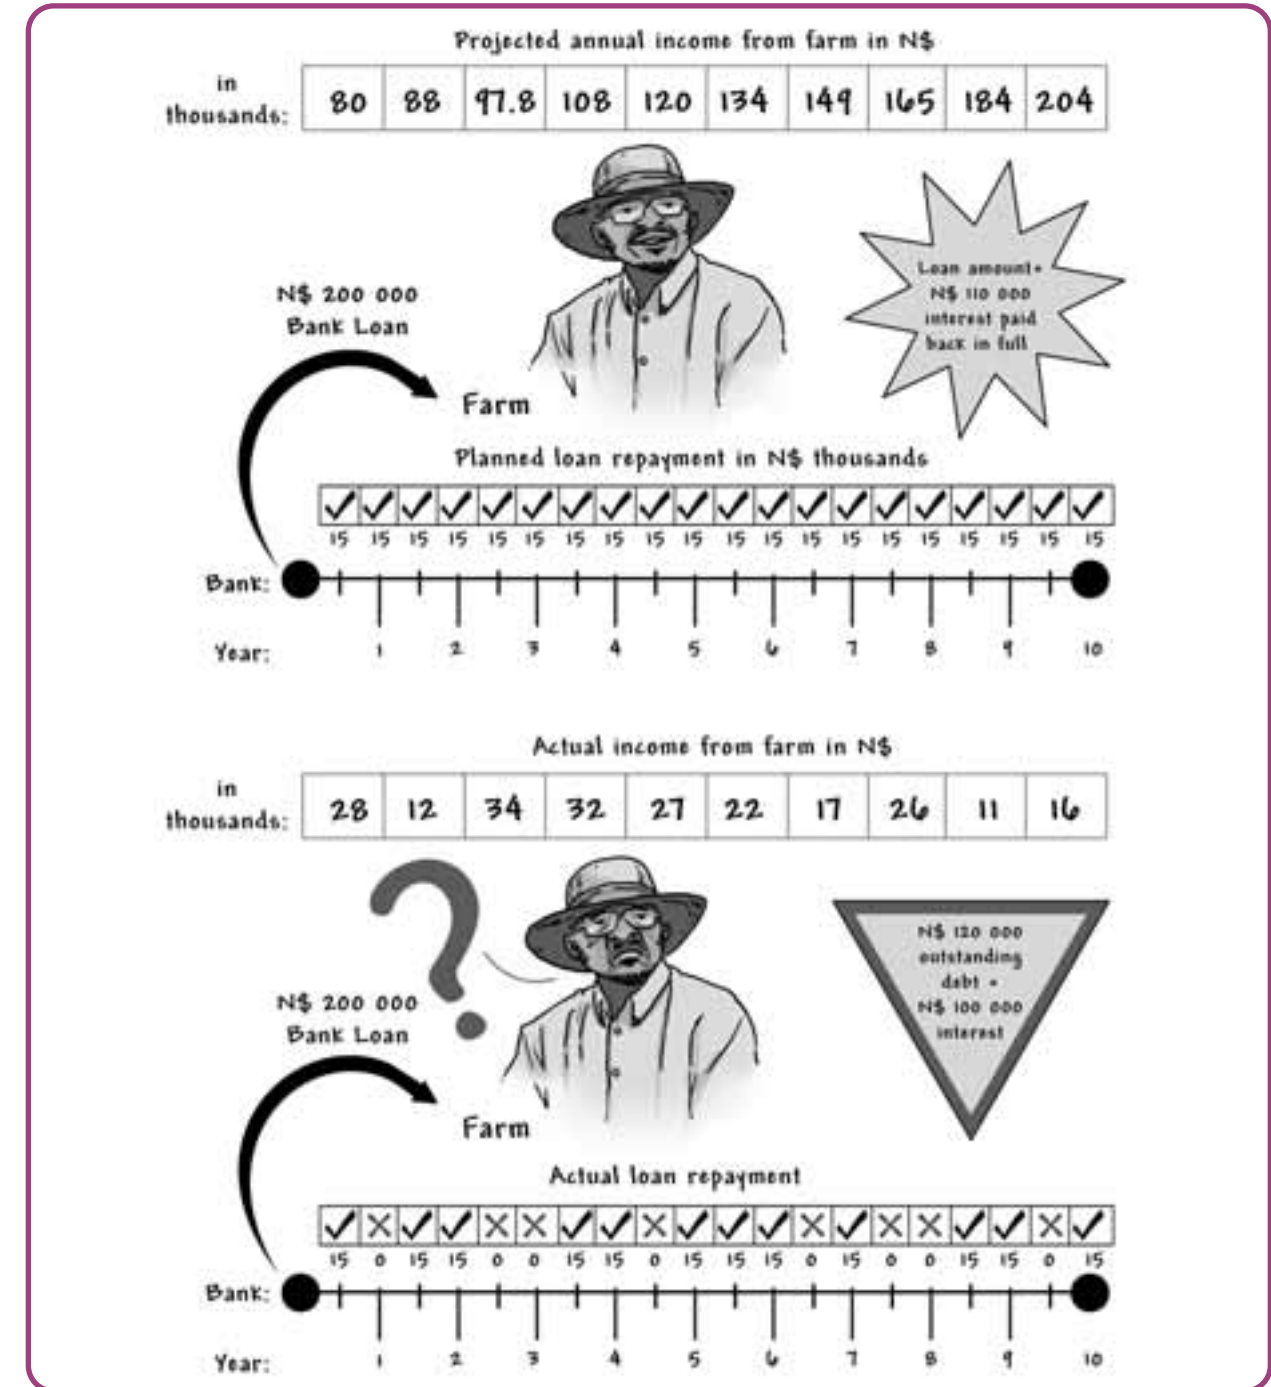 Projected annual income from farm in N$
in
thousands:
80 88 97.8 108 120 134 149 165 184 204
N$ 200 000
Bank Loan
Loan amount+
N$ 110 000
interest paid
back in full
Farm
Planned loan repayment in N$ thousands
15 15 15 15 15 15 15 15 15 15 15 15 15 15 15 15 15 15 15 15
Bank:
Year: 1 2 3 4 5 6 7 8 9 10
Actual income from farm in N$
in
thousands:
28 12 34 32 27 22 17 26 11 16
?
N$ 120 000
outstanding
debt +
N$ 100 000
interest
N$ 200 000
Bank Loan
Farm
Actual loan repayment
15 0 15 15 0 0 15 15 0 15 15 15 0 15 0 0 15 15 0 15
Bank:
Year: 1 2 3 4 5 6 7 8 9 10